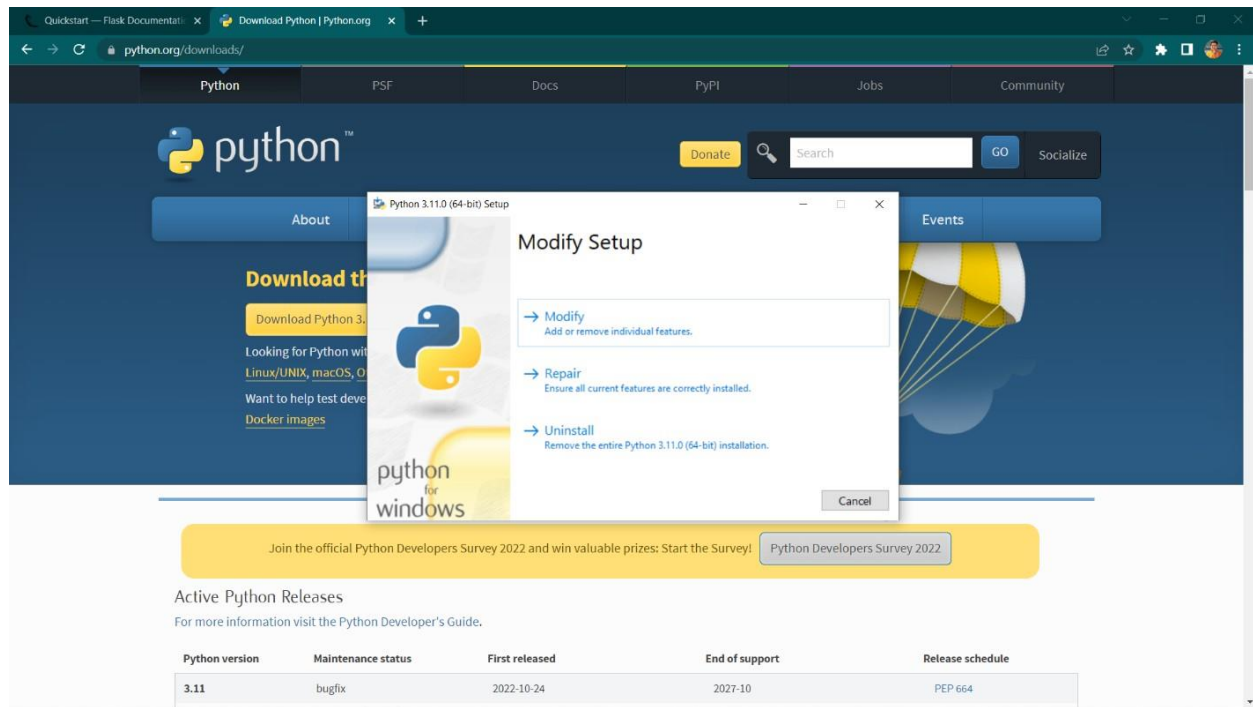 Quickstart — Flask Documentatio
Download Python | Python.org
python.org/downloads/
Python PSF Docs PyPI Jobs Community
python™
Donate Search GO Socialize
About Events
Download th
Download Python 3.
Looking for Python wit
Linux/UNIX, macOS, O
Want to help test deve
Docker images
Python 3.11.0 (64-bit) Setup
Modify Setup
Modify
Add or remove individual features.
Repair
Ensure all current features are correctly installed.
Uninstall
Remove the entire Python 3.11.0 (64-bit) installation.
python
for
windows
Cancel
Join the official Python Developers Survey 2022 and win valuable prizes: Start the Survey! Python Developers Survey 2022
Active Python Releases
For more information visit the Python Developer's Guide.
Python version Maintenance status First released End of support Release schedule
3.11 bugfix 2022-10-24 2027-10 PEP 664